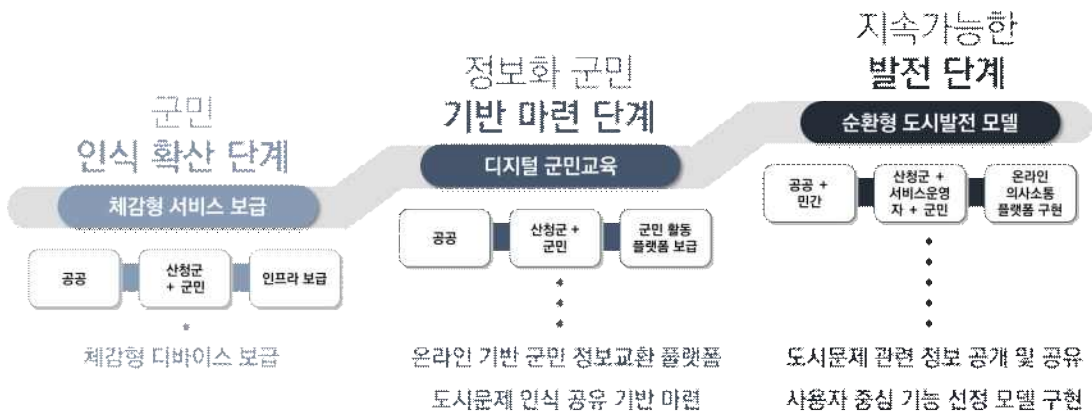 군민
인식 확산 단계
체감형 서비스 보급
공공
산청군
+ 군민
인프라 보급
체감형 디바이스 보급
정보화 군민
기반 마련 단계
디지털 군민교육
공공
산청군 +
군민
군민 활동
플랫폼 보급
온라인 기반 군민 정보교환 플랫폼
도시문제 인식 공유 기반 마련
지속가능한
발전 단계
순환형 도시발전 모델
공공 +
민간
산청군 +
서비스운영
자 + 군민
온라인
의사소통
플랫폼 구현
도시문제 관련 정보 공개 및 공유
사용자 중심 기능 선정 모델 구현